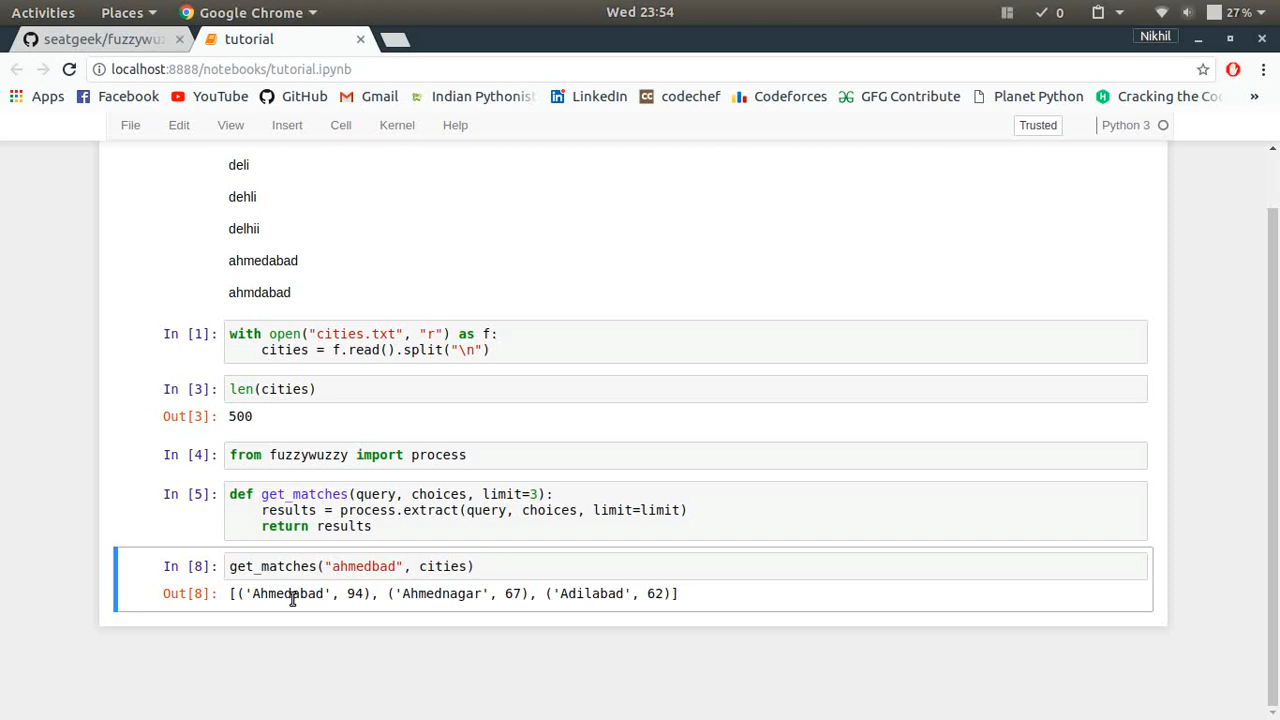 Activities Places Google Chrome Wed 23:54 0 27%
seatgeek/fuzzywuz tutorial Nikhil
localhost:8888/notebooks/tutorial.ipynb
Apps Facebook YouTube GitHub Gmail Indian Pythonist LinkedIn codechef Codeforces GFG Contribute Planet Python Cracking the Co »
File Edit View Insert Cell Kernel Help Trusted Python 3
deli
dehli
delhii
ahmedabad
ahmdabad
In [1]: with open("cities.txt", "r") as f:
cities = f.read().split("\n")
In [3]: len(cities)
Out[3]: 500
In [4]: from fuzzywuzzy import process
In [5]: def get_matches(query, choices, limit=3):
results = process.extract(query, choices, limit=limit)
return results
In [8]: get_matches("ahmedbad", cities)
Out[8]: [('Ahmedabad', 94), ('Ahmednagar', 67), ('Adilabad', 62)]